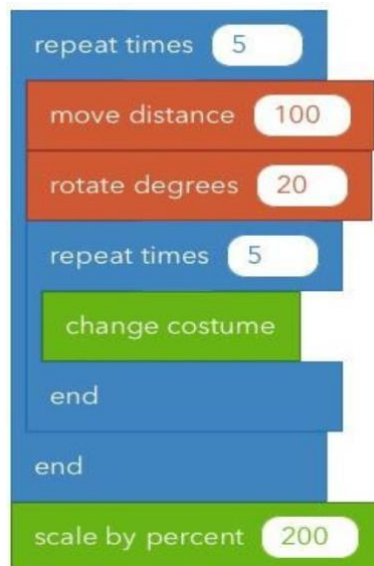 repeat times 5
move distance 100
rotate degrees 20
repeat times 5
change costume
end
end
scale by percent 200